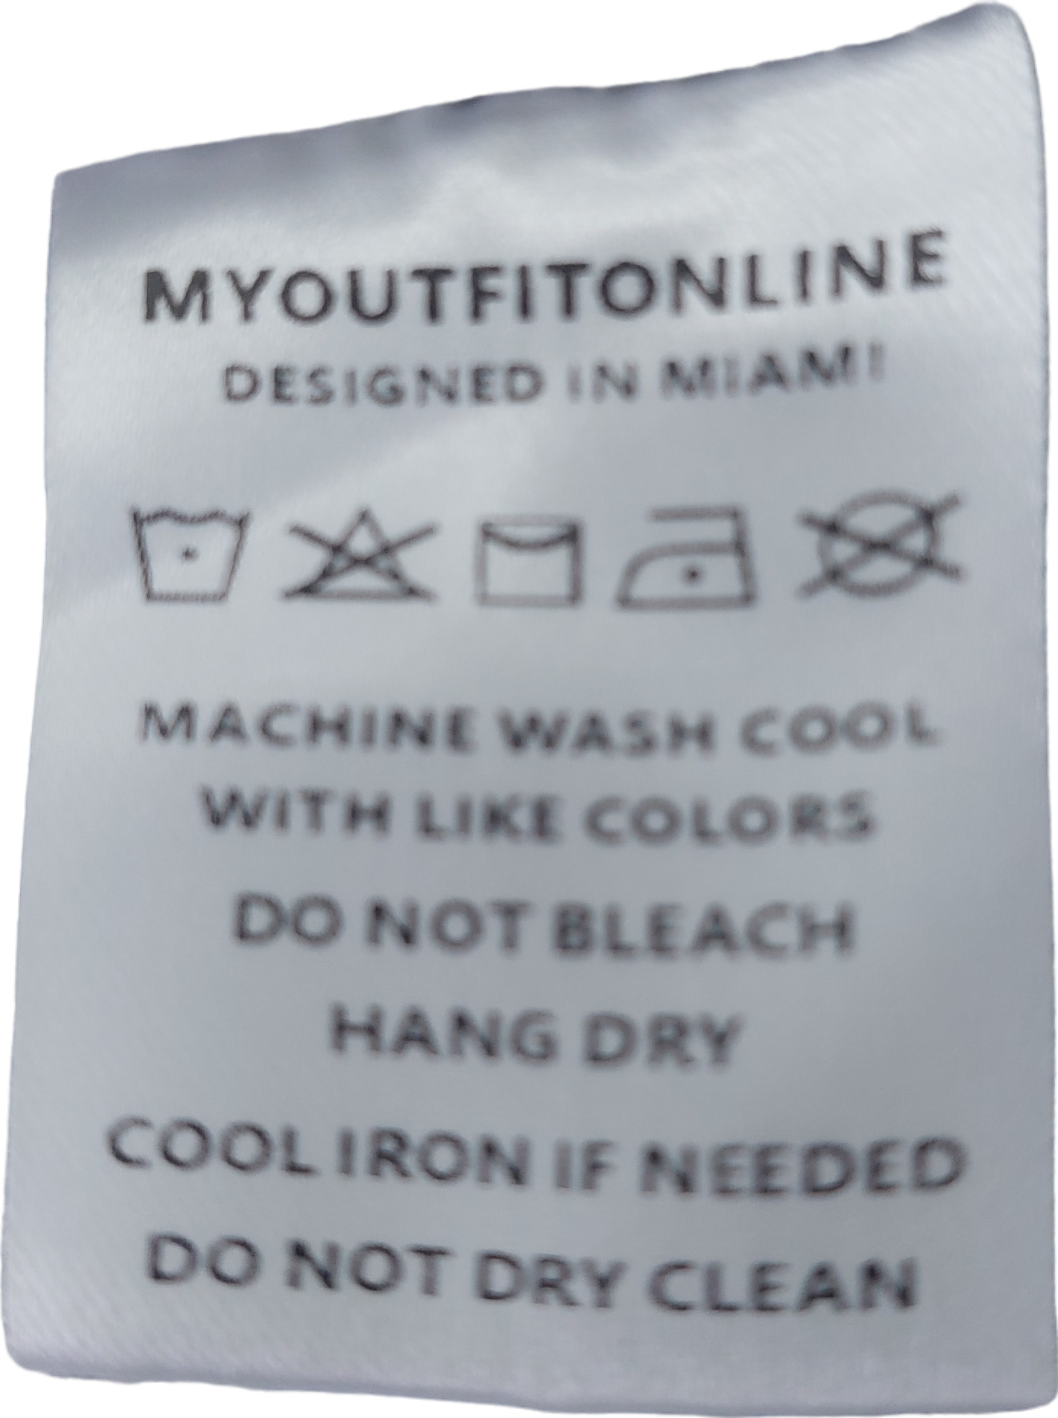 MYOUTFITONLINE
DESIGNED IN MIAMI
MACHINE WASH COOL
WITH LIKE COLORS
DO NOT BLEACH
HANG DRY
COOL IRON IF NEEDED
DO NOT DRY CLEAN